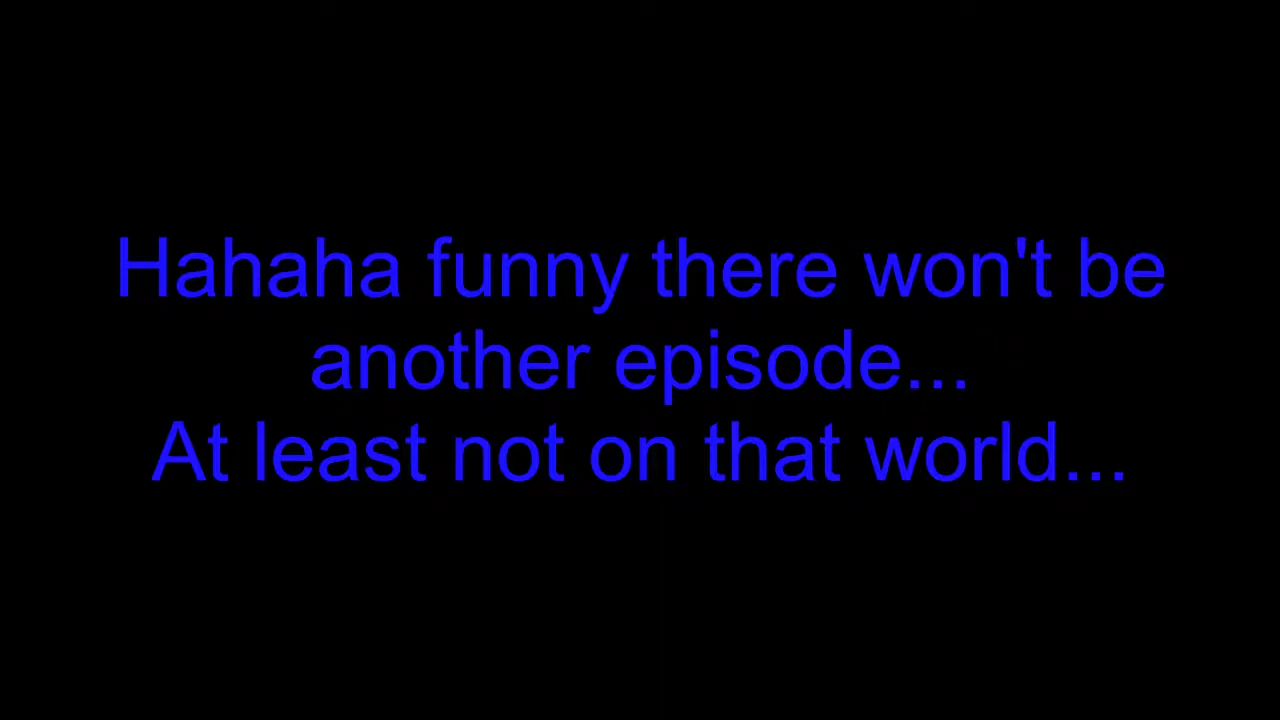 Hahaha funny there won't be
another episode...
At least not on that world...